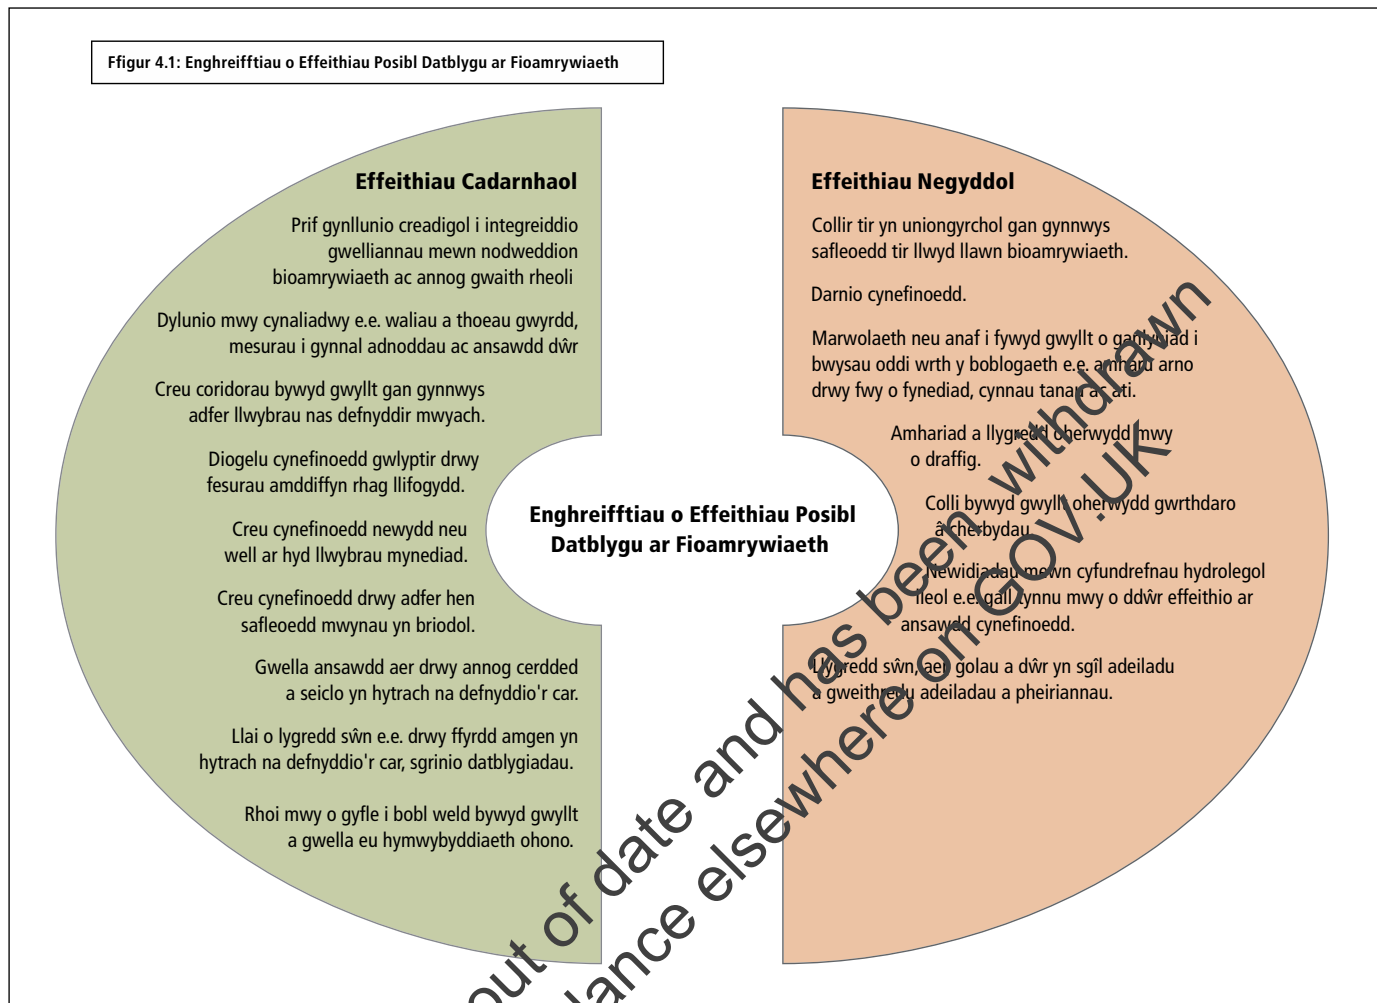 Ffigur 4.1: Enghreifftiau o Effeithiau Posibl Datblygu ar Fioamrywiaeth
Effeithiau Cadarnhaol
Prif gynllunio creadigol i integreiddio
gwelliannau mewn nodweddion
bioamrywiaeth ac annog gwaith rheoli
Dylunio mwy cynaliadwy e.e. waliau a thoeau gwyrdd,
mesurau i gynnal adnoddau ac ansawdd dŵr
Creu coridorau bywyd gwyllt gan gynnwys
adfer llwybrau nas defnyddir mwyach.
Diogelu cynefinoedd gwlyptir drwy
fesurau amddiffyn rhag llifogydd.
Creu cynefinoedd newydd neu
well ar hyd llwybrau mynediad.
Creu cynefinoedd drwy adfer hen
safleoedd mwynau yn briodol.
Gwella ansawdd aer drwy annog cerdded
a seiclo yn hytrach na defnyddio'r car.
Llai o lygredd sŵn e.e. drwy ffyrdd amgen yn
hytrach na defnyddio'r car, sgrinio datblygiadau.
Rhoi mwy o gyfle i bobl weld bywyd gwyllt
a gwella eu hymwybyddiaeth ohono.
Enghreifftiau o Effeithiau Posibl
Datblygu ar Fioamrywiaeth
Effeithiau Negyddol
Collir tir yn uniongyrchol gan gynnwys
safleoedd tir llwyd llawn bioamrywiaeth.
Darnio cynefinoedd.
Marwolaeth neu anaf i fywyd gwyllt o ganlyniad i
bwysau oddi wrth y boblogaeth e.e. amharu arno
drwy fwy o fynediad, cynnau tanau ac ati.
Amhariad a llygredd oherwydd mwy
o draffig.
Colli bywyd gwyllt oherwydd gwrthdaro
â cherbydau.
Newidiadau mewn cyfundrefnau hydrolegol
lleol e.e. gall tynnu mwy o ddŵr effeithio ar
ansawdd cynefinoedd.
Llygredd sŵn, aer, golau a dŵr yn sgîl adeiladu
a gweithredu adeiladau a pheiriannau.
out of date and has been withdrawn
elsewhere on GOV.UK